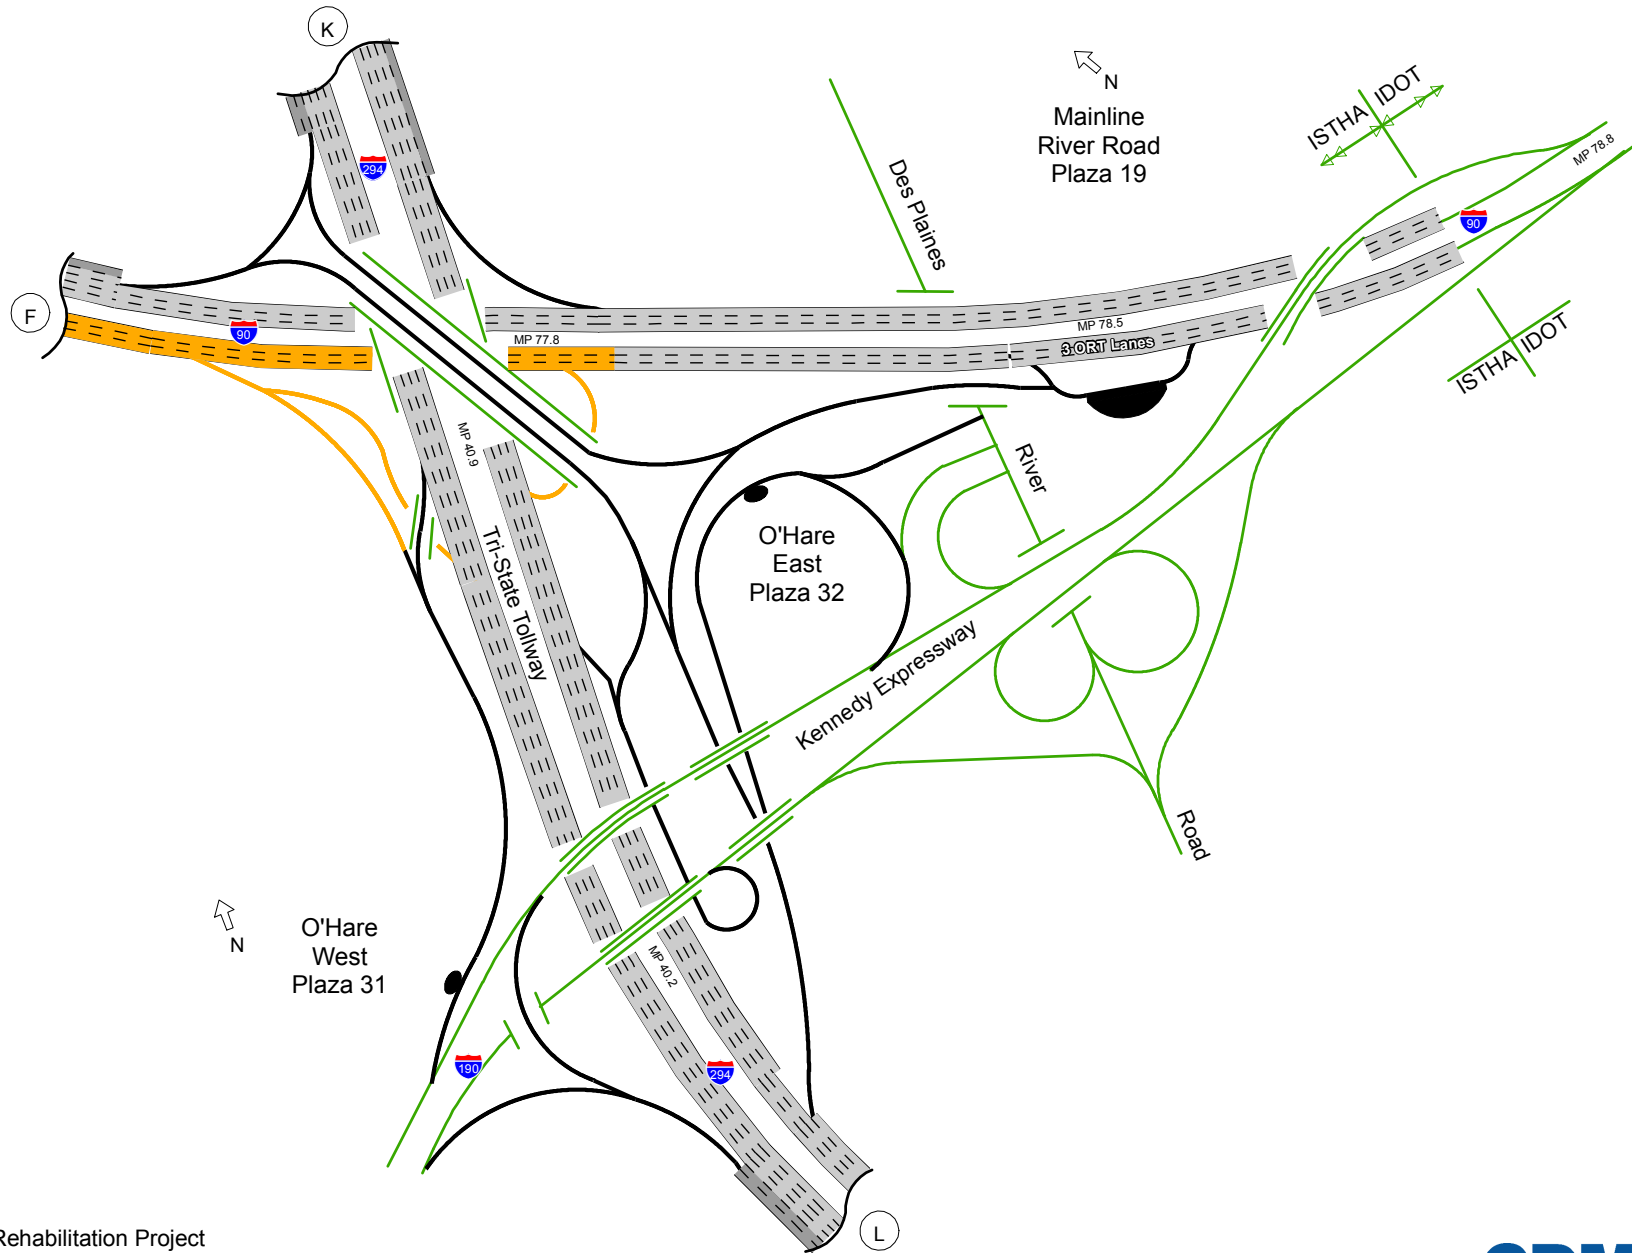 K
N
Mainline
River Road
Plaza 19
ISTHA IDOT
MP 78.8
294
Des Plaines
90
F
90
MP 77.8
MP 78.5
3 ORT Lanes
ISTHA IDOT
MP 40.9
River
Tri-State Tollway
O'Hare
East
Plaza 32
Kennedy Expressway
Road
N
O'Hare
West
Plaza 31
MP 40.2
190
294
L
Rehabilitation Project